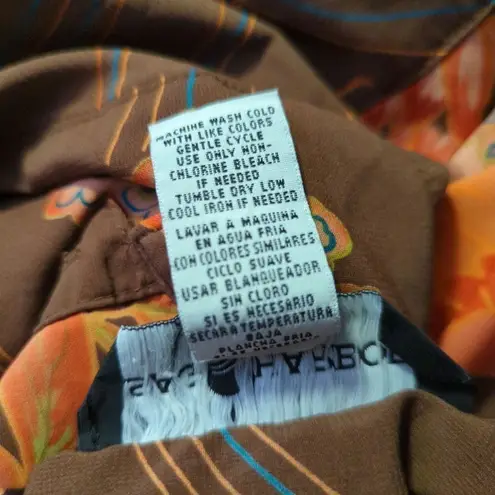 MACHINE WASH COLD
WITH LIKE COLORS
GENTLE CYCLE
USE ONLY NON-
CHLORINE BLEACH
IF NEEDED
TUMBLE DRY LOW
COOL IRON IF NEEDED
LAVAR A MAQUINA
EN AGUA FRIA
CON COLORES SIMILARES
CICLO SUAVE
USAR BLANQUEADOR
SIN CLORO
SI ES NECESARIO
SECAR A TEMPERATURA
BAJA
PLANCHA FRIA